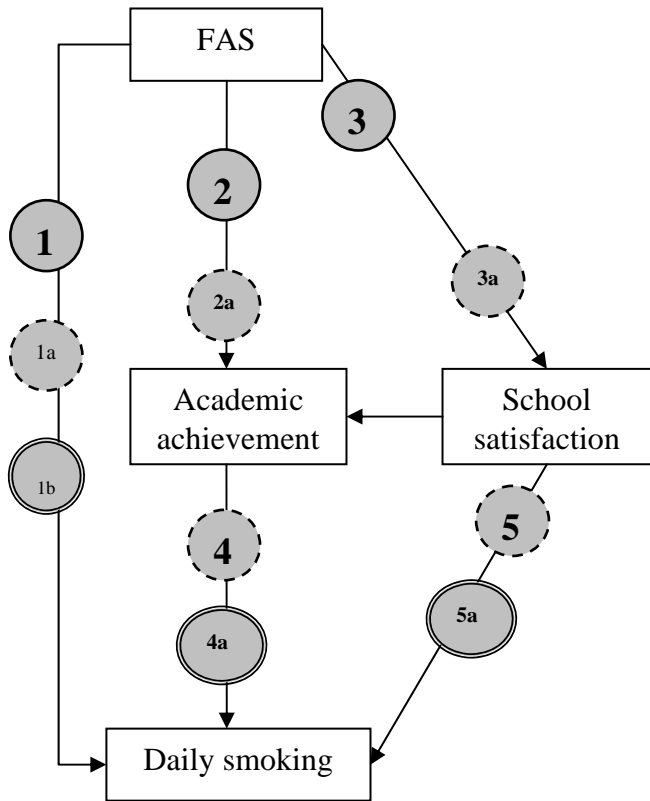 FAS
3
2
1
3a
2a
1a
Academic
achievement
School
satisfaction
1b
5
4
5a
4a
Daily smoking